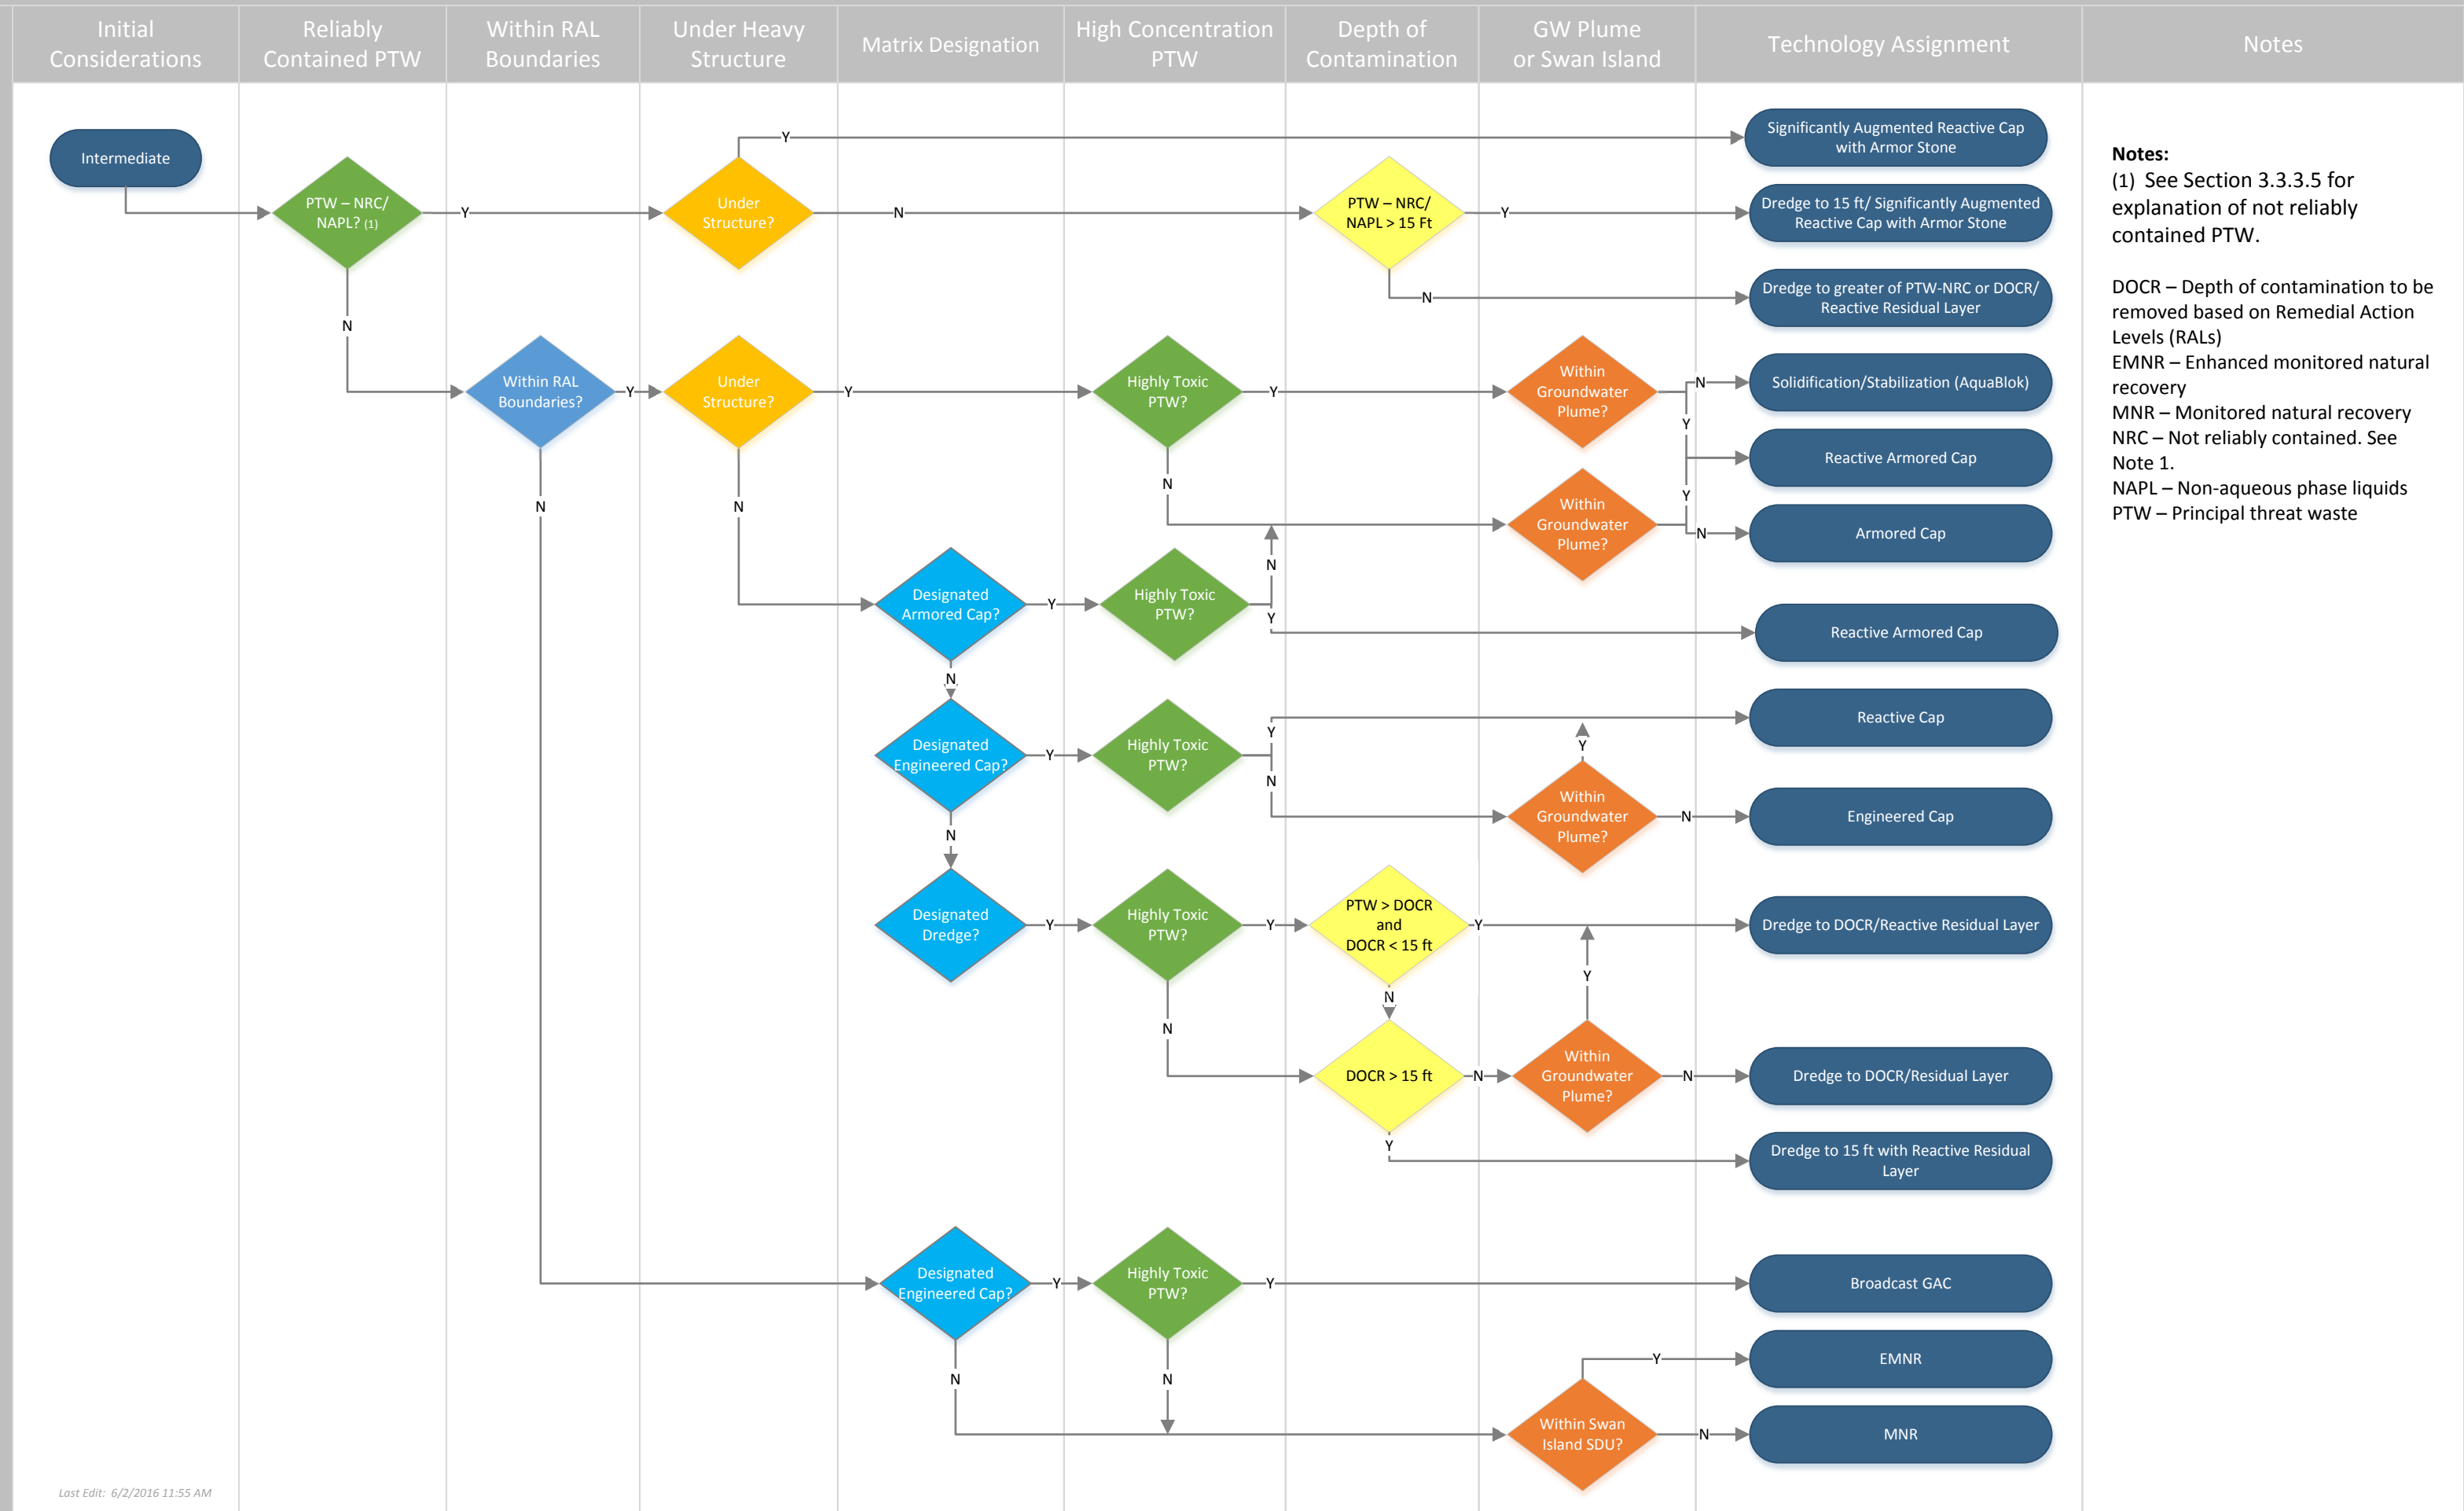 Initial
Considerations
Reliably
Contained PTW
Within RAL
Boundaries
Under Heavy
Structure
Matrix Designation
High Concentration
PTW
Depth of
Contamination
GW Plume
or Swan Island
Technology Assignment
Notes
Intermediate
PTW – NRC/
NAPL? (1)
Y
N
Under
Structure?
Y
N
PTW – NRC/
NAPL > 15 Ft
Y
N
Significantly Augmented Reactive Cap
with Armor Stone
Dredge to 15 ft/ Significantly Augmented
Reactive Cap with Armor Stone
Dredge to greater of PTW-NRC or DOCR/
Reactive Residual Layer
Within RAL
Boundaries?
Y
N
Under
Structure?
Y
N
Highly Toxic
PTW?
Y
N
Within
Groundwater
Plume?
N
Y
Solidification/Stabilization (AquaBlok)
Reactive Armored Cap
Within
Groundwater
Plume?
Y
N
Armored Cap
Designated
Armored Cap?
Y
N
Highly Toxic
PTW?
N
Y
Reactive Armored Cap
Designated
Engineered Cap?
Y
N
Highly Toxic
PTW?
Y
N
Reactive Cap
Y
Within
Groundwater
Plume?
N
Engineered Cap
Designated
Dredge?
Y
Highly Toxic
PTW?
Y
N
PTW > DOCR
and
DOCR < 15 ft
Y
N
Dredge to DOCR/Reactive Residual Layer
DOCR > 15 ft
N
Y
Within
Groundwater
Plume?
Y
N
Dredge to DOCR/Residual Layer
Dredge to 15 ft with Reactive Residual
Layer
Designated
Engineered Cap?
Y
N
Highly Toxic
PTW?
Y
N
Broadcast GAC
Within Swan
Island SDU?
Y
N
EMNR
MNR
Notes:
(1) See Section 3.3.3.5 for
explanation of not reliably
contained PTW.
DOCR – Depth of contamination to be
removed based on Remedial Action
Levels (RALs)
EMNR – Enhanced monitored natural
recovery
MNR – Monitored natural recovery
NRC – Not reliably contained. See
Note 1.
NAPL – Non-aqueous phase liquids
PTW – Principal threat waste
Last Edit: 6/2/2016 11:55 AM